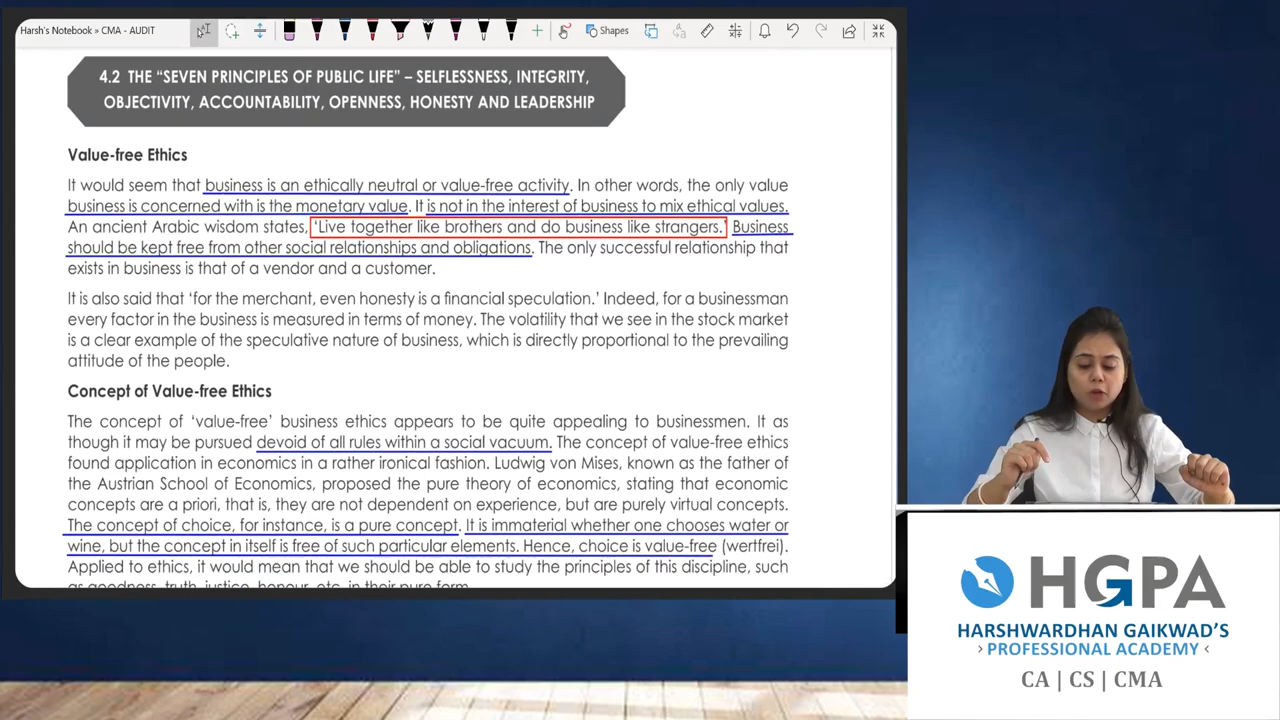 Harsh's Notebook » CMA - AUDIT
Shapes
4.2 THE “SEVEN PRINCIPLES OF PUBLIC LIFE” – SELFLESSNESS, INTEGRITY,
OBJECTIVITY, ACCOUNTABILITY, OPENNESS, HONESTY AND LEADERSHIP
Value-free Ethics
It would seem that business is an ethically neutral or value-free activity. In other words, the only value
business is concerned with is the monetary value. It is not in the interest of business to mix ethical values.
An ancient Arabic wisdom states, ‘Live together like brothers and do business like strangers.’ Business
should be kept free from other social relationships and obligations. The only successful relationship that
exists in business is that of a vendor and a customer.
It is also said that ‘for the merchant, even honesty is a financial speculation.’ Indeed, for a businessman
every factor in the business is measured in terms of money. The volatility that we see in the stock market
is a clear example of the speculative nature of business, which is directly proportional to the prevailing
attitude of the people.
Concept of Value-free Ethics
The concept of ‘value-free’ business ethics appears to be quite appealing to businessmen. It as
though it may be pursued devoid of all rules within a social vacuum. The concept of value-free ethics
found application in economics in a rather ironical fashion. Ludwig von Mises, known as the father of
the Austrian School of Economics, proposed the pure theory of economics, stating that economic
concepts are a priori, that is, they are not dependent on experience, but are purely virtual concepts.
The concept of choice, for instance, is a pure concept. It is immaterial whether one chooses water or
wine, but the concept in itself is free of such particular elements. Hence, choice is value-free (wertfrei).
Applied to ethics, it would mean that we should be able to study the principles of this discipline, such
as goodness, truth, justice, honour, etc. in their pure form.
HGPA
HARSHWARDHAN GAIKWAD'S
› PROFESSIONAL ACADEMY ‹
CA | CS | CMA